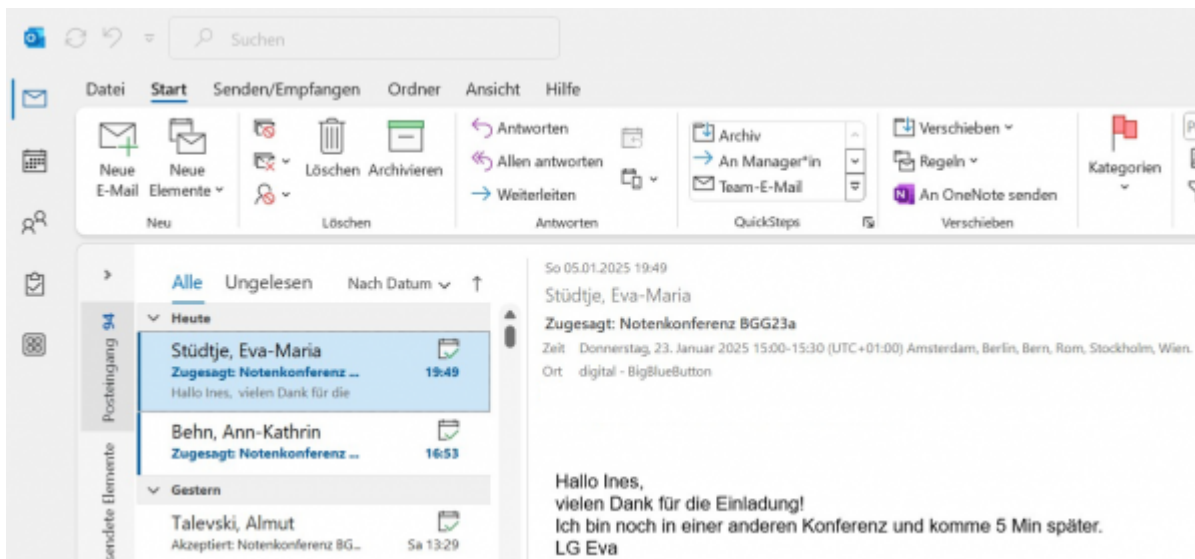 Suchen
Datei Start Senden/Empfangen Ordner Ansicht Hilfe
Neue E-Mail
Neue Elemente
Neu
Löschen Archivieren
Löschen
Antworten
Allen antworten
Weiterleiten
Antworten
Archiv
An Manager*in
Team-E-Mail
QuickSteps
Verschieben
Regeln
An OneNote senden
Verschieben
Kategorien
Posteingang 94
sendete Elemente
Alle Ungelesen Nach Datum
Heute
Stüdtje, Eva-Maria
Zugesagt: Notenkonferenz ... 19:49
Hallo Ines, vielen Dank für die
Behn, Ann-Kathrin
Zugesagt: Notenkonferenz ... 16:53
Gestern
Talevski, Almut
Akzeptiert: Notenkonferenz BG... Sa 13:29
So 05.01.2025 19:49
Stüdtje, Eva-Maria
Zugesagt: Notenkonferenz BGG23a
Zeit Donnerstag, 23. Januar 2025 15:00-15:30 (UTC+01:00) Amsterdam, Berlin, Bern, Rom, Stockholm, Wien.
Ort digital - BigBlueButton
Hallo Ines,
vielen Dank für die Einladung!
Ich bin noch in einer anderen Konferenz und komme 5 Min später.
LG Eva